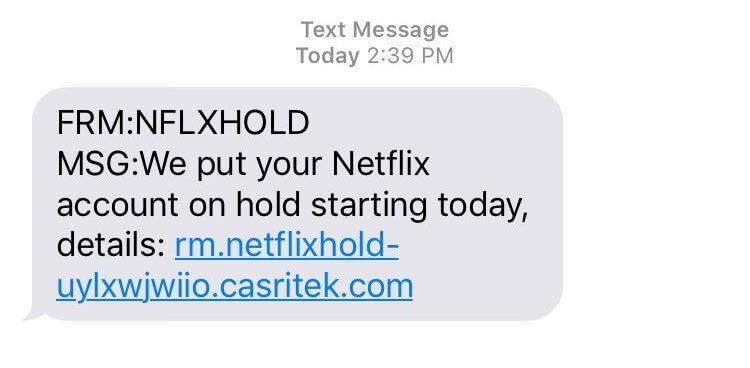 Text Message
Today 2:39 PM
FRM:NFLXHOLD
MSG:We put your Netflix
account on hold starting today,
details: rm.netflixhold-
uylxwjwiio.casritek.com